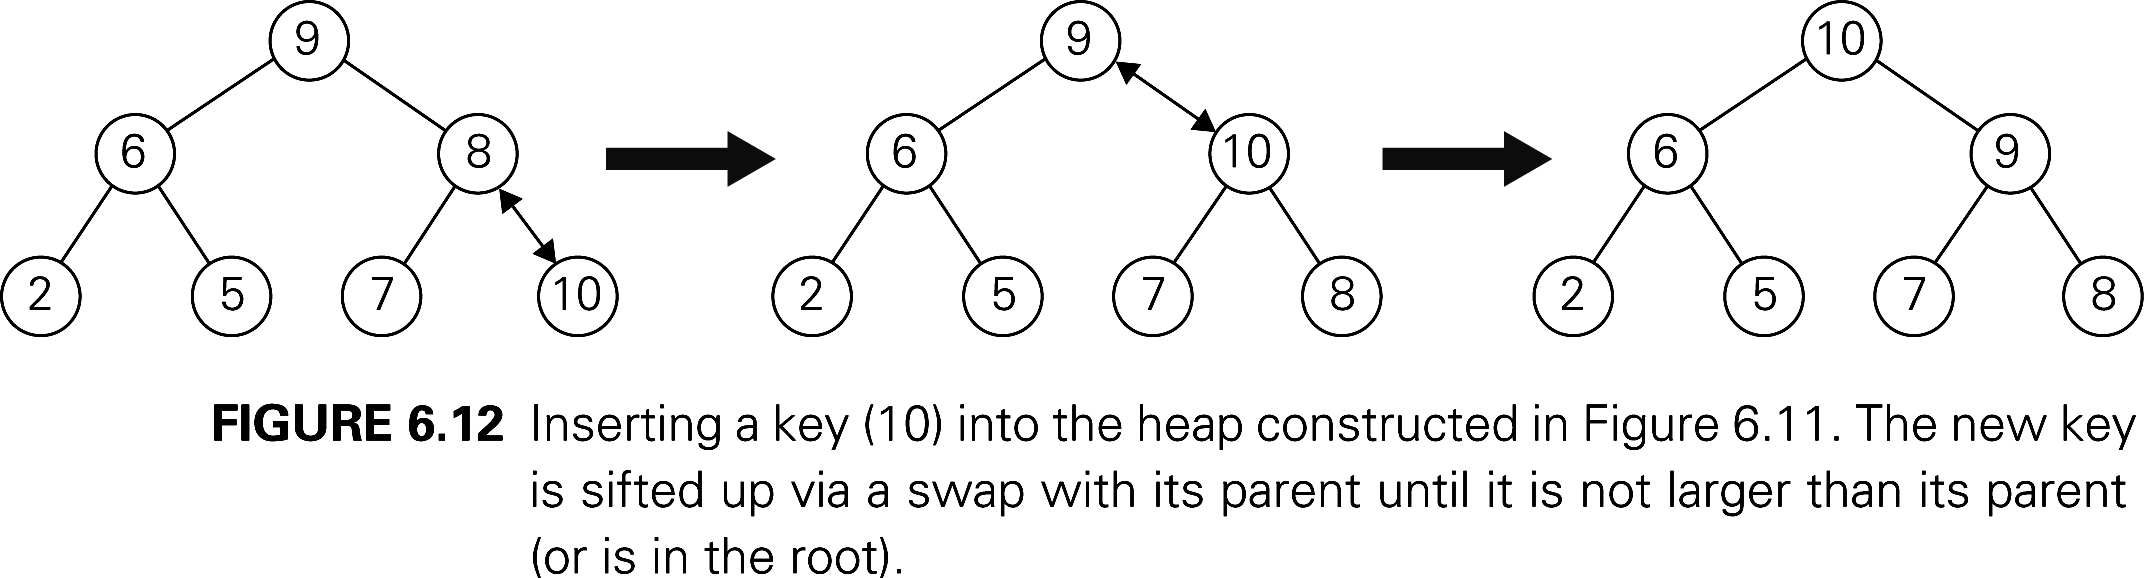 9 9 10
6 8 6 10 6 9
2 5 7 10 2 5 7 8 2 5 7 8
FIGURE 6.12 Inserting a key (10) into the heap constructed in Figure 6.11. The new key
is sifted up via a swap with its parent until it is not larger than its parent
(or is in the root).